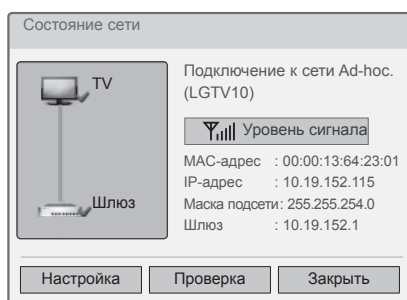 Состояние сети
TV
Шлюз
Подключение к сети Ad-hoc.
(LGTV10)
Уровень сигнала
MAC-адрес : 00:00:13:64:23:01
IP-адрес : 10.19.152.115
Маска подсети: 255.255.254.0
Шлюз : 10.19.152.1
Настройка
Проверка
Закрыть